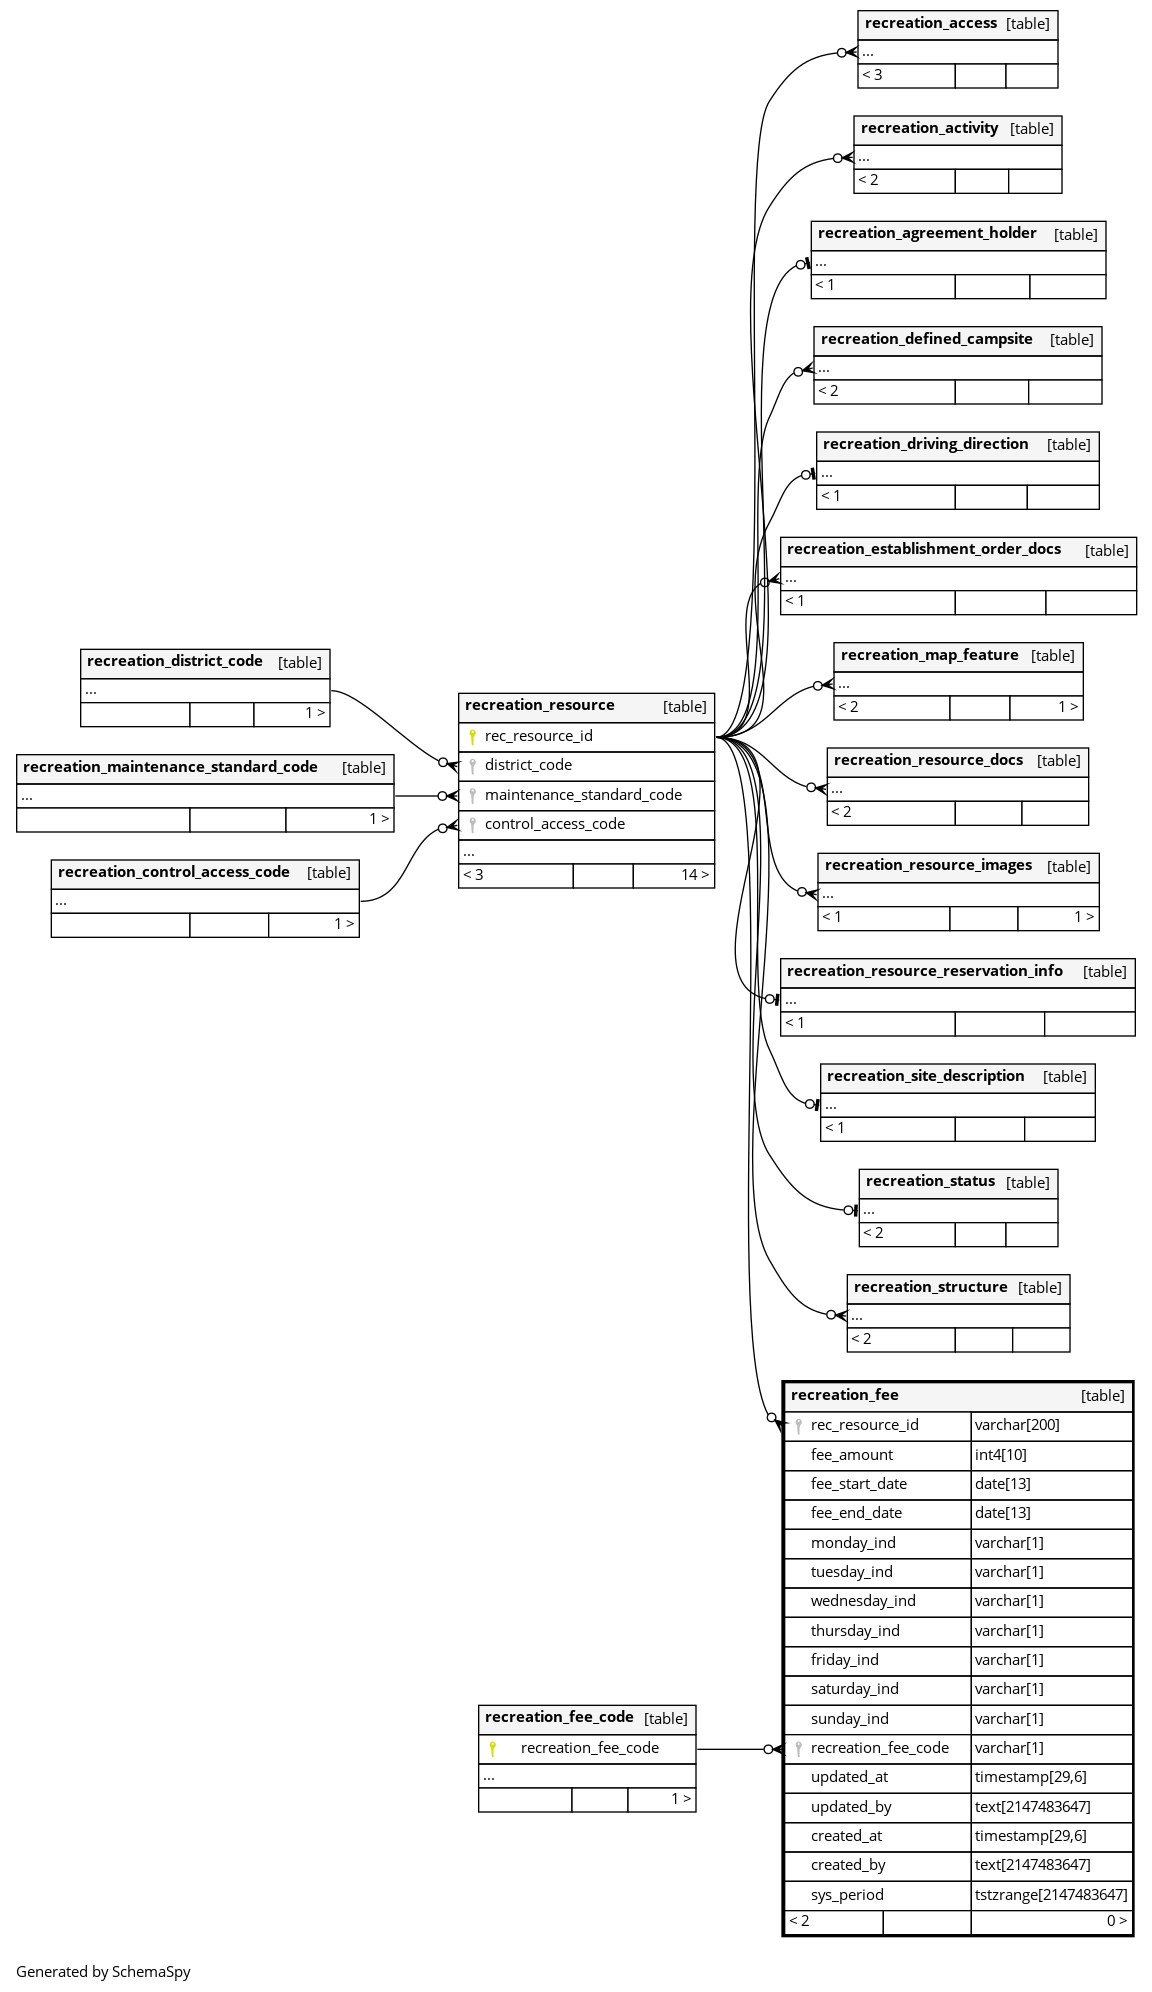 recreation_access [table]
...
< 3
recreation_activity [table]
...
< 2
recreation_agreement_holder [table]
...
< 1
recreation_defined_campsite [table]
...
< 2
recreation_driving_direction [table]
...
< 1
recreation_establishment_order_docs [table]
...
< 1
recreation_map_feature [table]
...
< 2 1 >
recreation_resource_docs [table]
...
< 2
recreation_resource_images [table]
...
< 1 1 >
recreation_resource_reservation_info [table]
...
< 1
recreation_site_description [table]
...
< 1
recreation_status [table]
...
< 2
recreation_structure [table]
...
< 2
recreation_district_code [table]
...
1 >
recreation_maintenance_standard_code [table]
...
1 >
recreation_control_access_code [table]
...
1 >
recreation_resource [table]
rec_resource_id
district_code
maintenance_standard_code
control_access_code
...
< 3 14 >
recreation_fee [table]
rec_resource_id varchar[200]
fee_amount int4[10]
fee_start_date date[13]
fee_end_date date[13]
monday_ind varchar[1]
tuesday_ind varchar[1]
wednesday_ind varchar[1]
thursday_ind varchar[1]
friday_ind varchar[1]
saturday_ind varchar[1]
sunday_ind varchar[1]
recreation_fee_code varchar[1]
updated_at timestamp[29,6]
updated_by text[2147483647]
created_at timestamp[29,6]
created_by text[2147483647]
sys_period tstzrange[2147483647]
< 2 0 >
recreation_fee_code [table]
recreation_fee_code
...
1 >
Generated by SchemaSpy